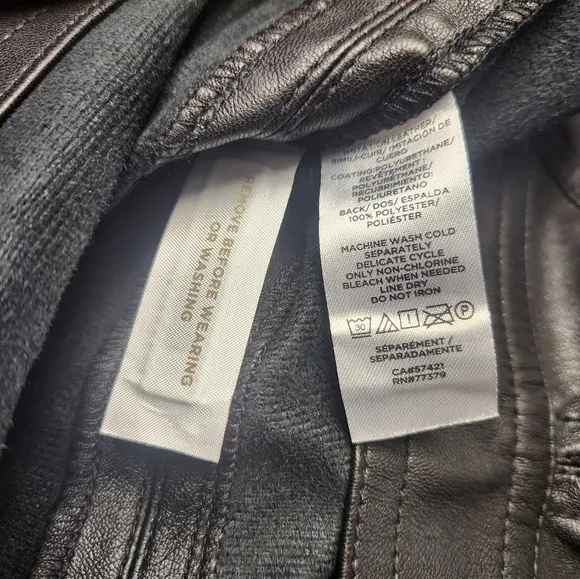 REMOVE BEFORE WEARING
OR WASHING
IMITATION LEATHER/
SIMILI-CUIR/ IMITACIÓN DE
CUERO
COATING:POLYURETHANE/
REVÊTEMENT :
POLYURÉTHANE/
RECUBRIMIENTO:
POLIURETANO
BACK/ DOS/ ESPALDA
100% POLYESTER/
POLIÉSTER
MACHINE WASH COLD
SEPARATELY
DELICATE CYCLE
ONLY NON-CHLORINE
BLEACH WHEN NEEDED
LINE DRY
DO NOT IRON
30 P
SÉPARÉMENT/
SEPARADAMENTE
CA#57421
RN#77379